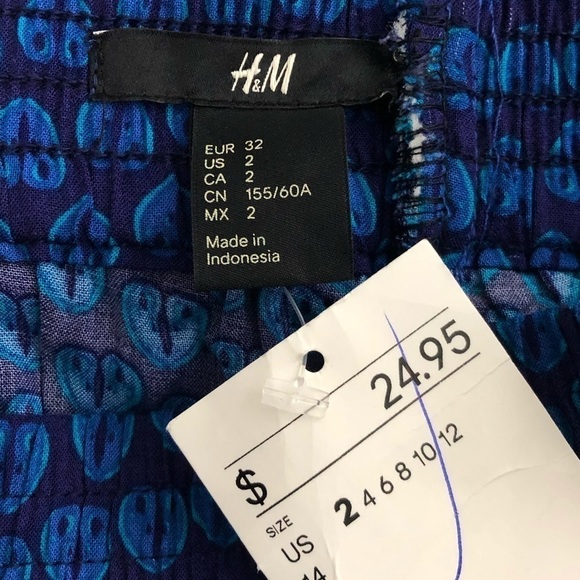 H&M
EUR 32
US 2
CA 2
CN 155/60A
MX 2
Made in
Indonesia
$ 24.95
SIZE
US 2 4 6 8 10 12
14